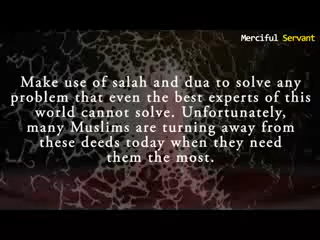 Merciful Servant
Make use of salah and dua to solve any
problem that even the best experts of this
world cannot solve. Unfortunately,
many Muslims are turning away from
these deeds today when they need
them the most.